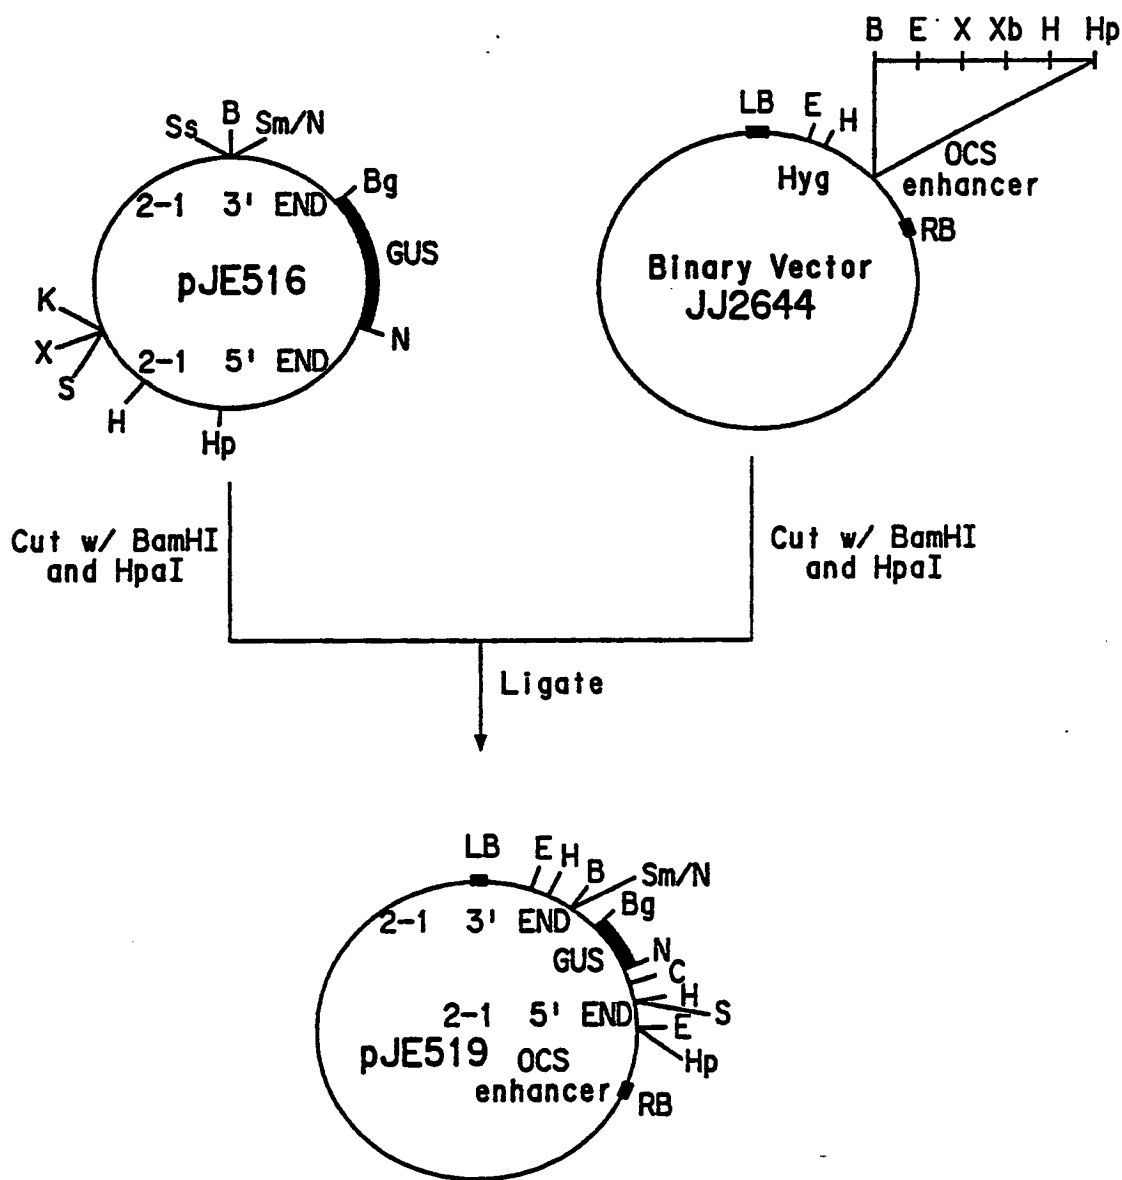 B E X Xb H Hp
LB E H
OCS
enhancer
Hyg
RB
Binary Vector
JJ2644
Ss B Sm/N
Bg
2-1 3' END
GUS
pJE516
K
X
S
N
2-1 5' END
H
Hp
Cut w/ BamHI
and HpaI
Cut w/ BamHI
and HpaI
Ligate
LB E H B Sm/N
Bg
2-1 3' END
GUS
N
C
H
S
2-1 5' END
E
Hp
pJE519 OCS
enhancer
RB